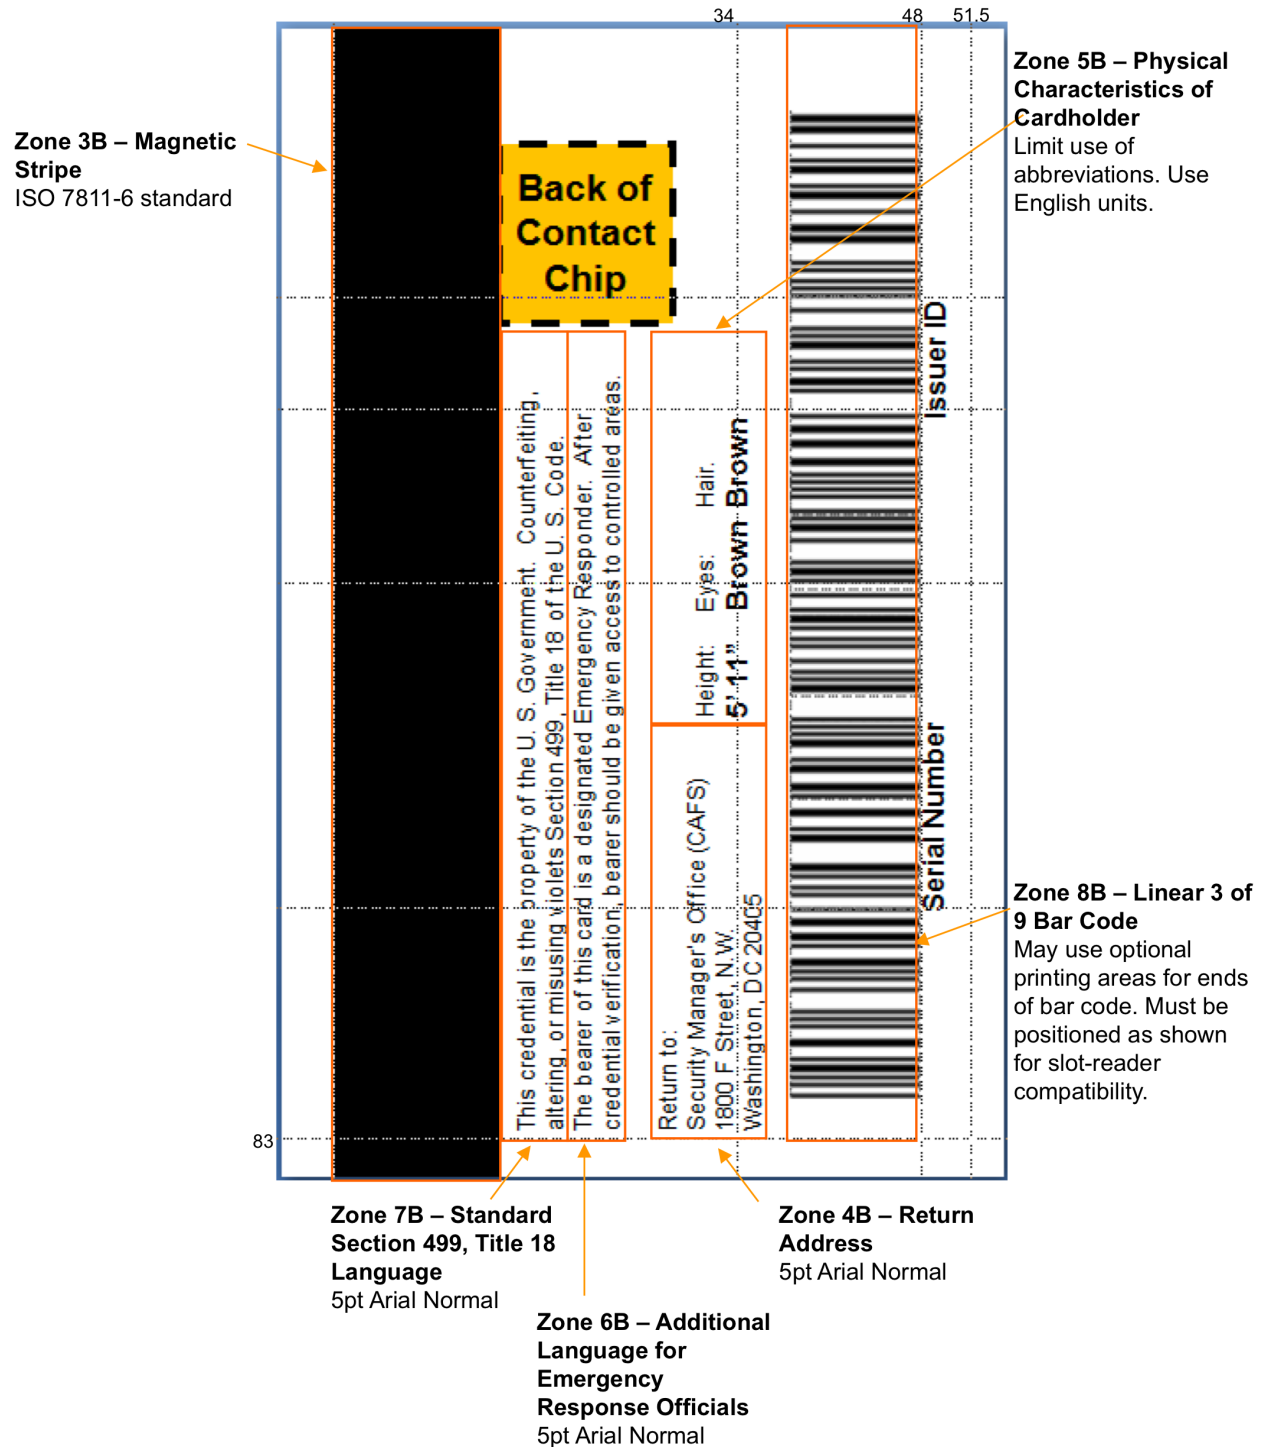 34
48
51.5
Zone 5B – Physical
Characteristics of
Cardholder
Limit use of
abbreviations. Use
English units.
Zone 3B – Magnetic
Stripe
ISO 7811-6 standard
Back of
Contact
Chip
This credential is the property of the U. S. Government. Counterfeiting,
altering, or misusing violets Section 499, Title 18 of the U. S. Code.
The bearer of this card is a designated Emergency Responder. After
credential verification, bearer should be given access to controlled areas.
Height: Eyes: Hair.
5’ 11” Brown Brown
Return to:
Security Manager's Office (CAFS)
1800 F Street, N.W.
Washington, DC 20405
Issuer ID
Serial Number
Zone 8B – Linear 3 of
9 Bar Code
May use optional
printing areas for ends
of bar code. Must be
positioned as shown
for slot-reader
compatibility.
83
Zone 7B – Standard
Section 499, Title 18
Language
5pt Arial Normal
Zone 4B – Return
Address
5pt Arial Normal
Zone 6B – Additional
Language for
Emergency
Response Officials
5pt Arial Normal